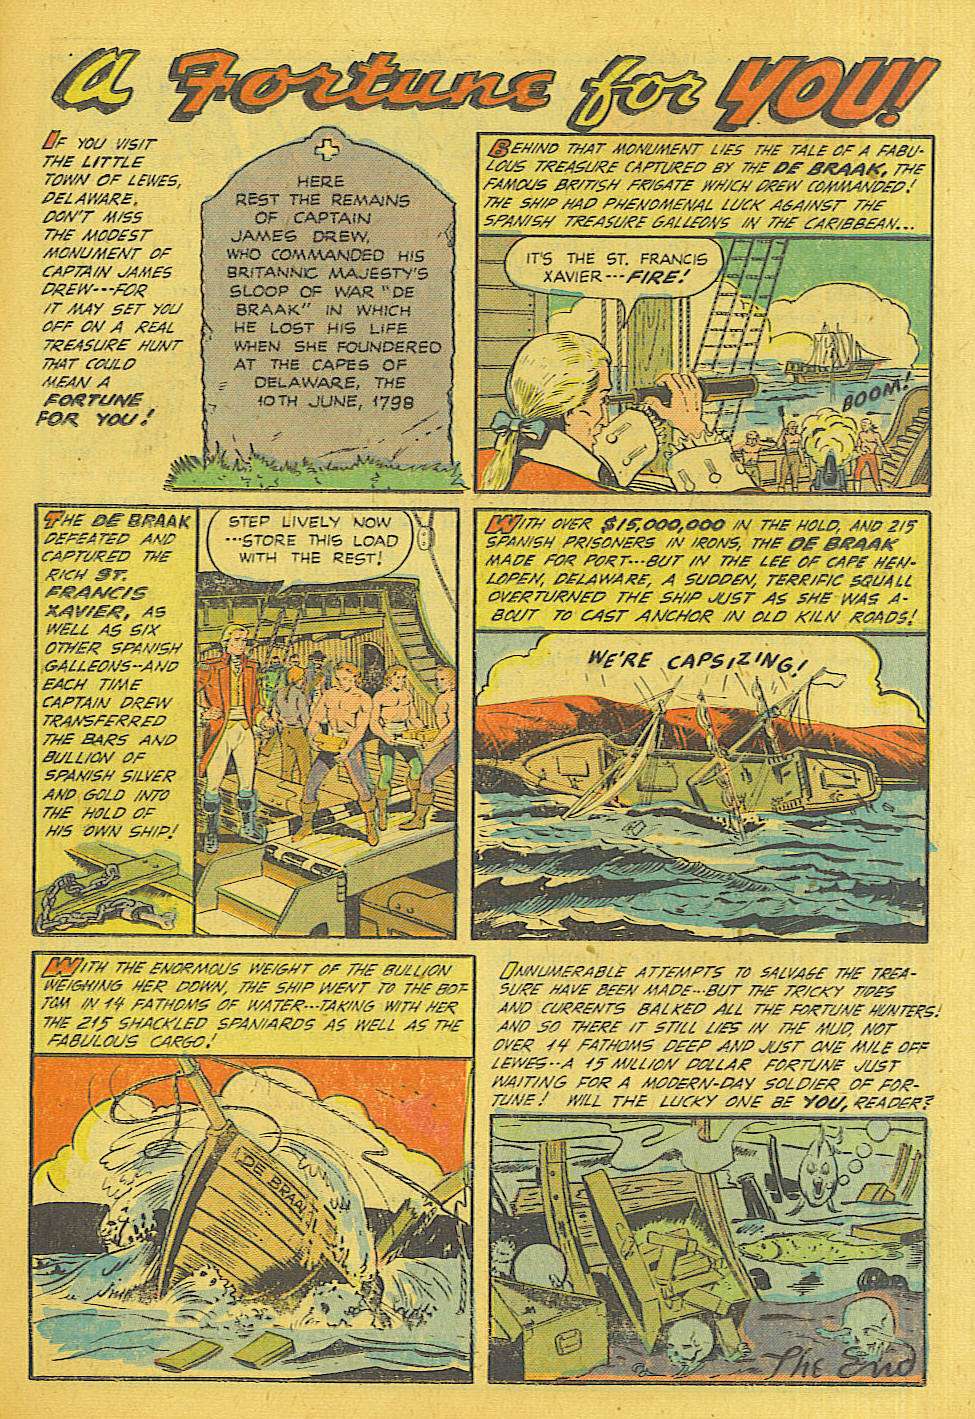 A Fortune for YOU!
IF YOU VISIT
THE LITTLE
TOWN OF LEWES,
DELAWARE,
DON'T MISS
THE MODEST
MONUMENT OF
CAPTAIN JAMES
DREW---FOR
IT MAY SET YOU
OFF ON A REAL
TREASURE HUNT
THAT COULD
MEAN A
FORTUNE
FOR YOU!
HERE
REST THE REMAINS
OF CAPTAIN
JAMES DREW,
WHO COMMANDED HIS
BRITANNIC MAJESTY'S
SLOOP OF WAR "DE
BRAAK" IN WHICH
HE LOST HIS LIFE
WHEN SHE FOUNDERED
AT THE CAPES OF
DELAWARE, THE
10TH JUNE, 1798
BEHIND THAT MONUMENT LIES THE TALE OF A FABU-
LOUS TREASURE CAPTURED BY THE DE BRAAK, THE
FAMOUS BRITISH FRIGATE WHICH DREW COMMANDED!
THE SHIP HAD PHENOMENAL LUCK AGAINST THE
SPANISH TREASURE GALLEONS IN THE CARIBBEAN...
IT'S THE ST. FRANCIS
XAVIER---FIRE!
BOOM!
THE DE BRAAK
DEFEATED AND
CAPTURED THE
RICH ST.
FRANCIS
XAVIER, AS
WELL AS SIX
OTHER SPANISH
GALLEONS--AND
EACH TIME
CAPTAIN DREW
TRANSFERRED
THE BARS AND
BULLION OF
SPANISH SILVER
AND GOLD INTO
THE HOLD OF
HIS OWN SHIP!
STEP LIVELY NOW
---STORE THIS LOAD
WITH THE REST!
WITH OVER $15,000,000 IN THE HOLD, AND 215
SPANISH PRISONERS IN IRONS, THE DE BRAAK
MADE FOR PORT---BUT IN THE LEE OF CAPE HEN-
LOPEN, DELAWARE, A SUDDEN, TERRIFIC SQUALL
OVERTURNED THE SHIP JUST AS SHE WAS A-
BOUT TO CAST ANCHOR IN OLD KILN ROADS!
WE'RE CAPSIZING!
WITH THE ENORMOUS WEIGHT OF THE BULLION
WEIGHING HER DOWN, THE SHIP WENT TO THE BOT-
TOM IN 14 FATHOMS OF WATER---TAKING WITH HER
THE 215 SHACKLED SPANIARDS AS WELL AS THE
FABULOUS CARGO!
DE BRAAK
INNUMERABLE ATTEMPTS TO SALVAGE THE TREA-
SURE HAVE BEEN MADE---BUT THE TRICKY TIDES
AND CURRENTS BALKED ALL THE FORTUNE HUNTERS!
AND SO THERE IT STILL LIES IN THE MUD, NOT
OVER 14 FATHOMS DEEP AND JUST ONE MILE OFF
LEWES--A 15 MILLION DOLLAR FORTUNE JUST
WAITING FOR A MODERN-DAY SOLDIER OF FOR-
TUNE! WILL THE LUCKY ONE BE YOU, READER?
The End